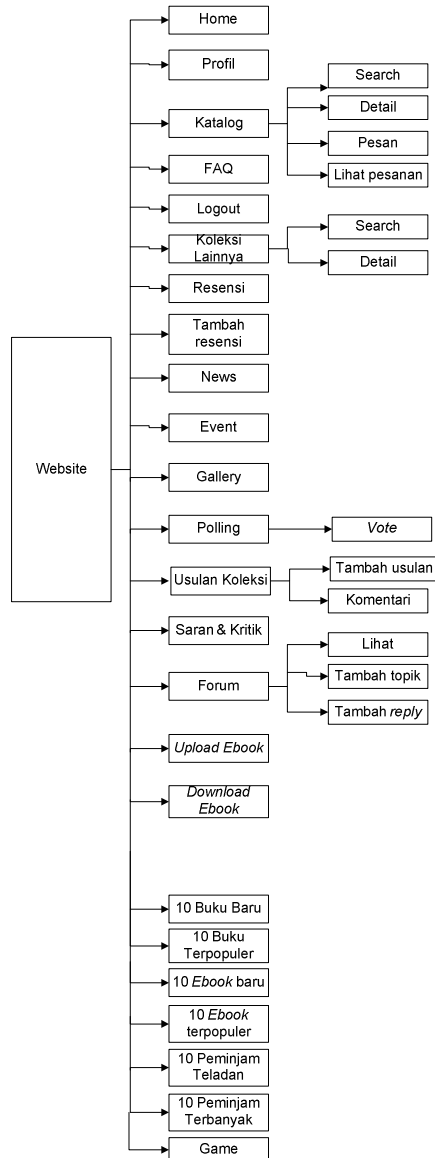 Home
Profil
Search
Katalog
Detail
Pesan
Lihat pesanan
FAQ
Logout
Koleksi
Lainnya
Search
Detail
Resensi
Tambah
resensi
News
Event
Gallery
Website
Polling
Vote
Usulan Koleksi
Tambah usulan
Komentari
Saran & Kritik
Forum
Lihat
Tambah topik
Tambah reply
Upload Ebook
Download
Ebook
10 Buku Baru
10 Buku
Terpopuler
10 Ebook baru
10 Ebook
terpopuler
10 Peminjam
Teladan
10 Peminjam
Terbanyak
Game